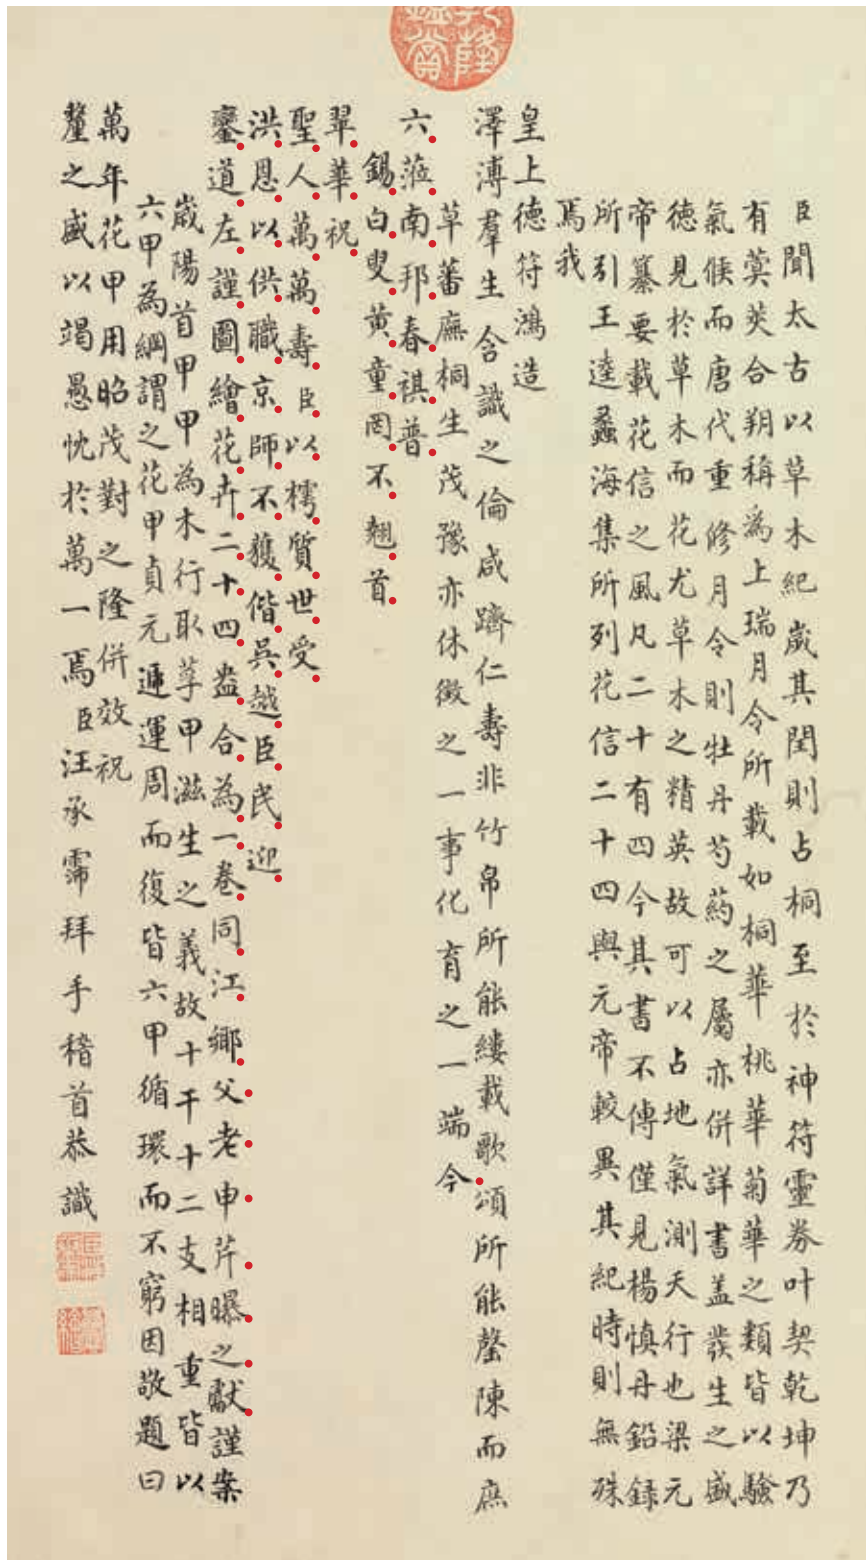 乾隆鑑賞
臣聞太古以草木紀歲其閏則占桐至於神符靈券叶契乾坤乃
有蓂莢合朔稱為上瑞月令所載如桐華桃華菊華之類皆以驗
氣候而唐代重修月令則牡丹芍藥之屬亦併詳書蓋發生之盛
德見於草木而花尤草木之精英故可以占地氣測天行也梁元
帝纂要載花信之風凡二十有四今其書不傳僅見楊慎丹鉛錄
所引王逵蠡海集所列花信二十四與元帝較異其紀時則無殊
焉我
皇上德符鴻造
澤溥羣生含識之倫咸躋仁壽非竹帛所能縷載歌頌所能罄陳而庶
草蕃廡桐生茂豫亦休徵之一事化育之一端今
六蒞南邦春祺普
錫白叟黃童罔不翹首
翠華祝
聖人萬萬壽臣以樗質世受
洪恩以供職京師不獲偕吳越臣民迎
鑾道左謹圖繪花卉二十四盎合為一卷同江鄉父老申芹曝之獻謹案
歲陽首甲甲為木行取莩甲滋生之義故十干十二支相重皆以
六甲為綱謂之花甲貞元遞運周而復皆六甲循環而不窮因敬題曰
萬年花甲用昭茂對之隆併效祝
釐之盛以竭愚忱於萬一焉臣汪承霈拜手稽首恭識